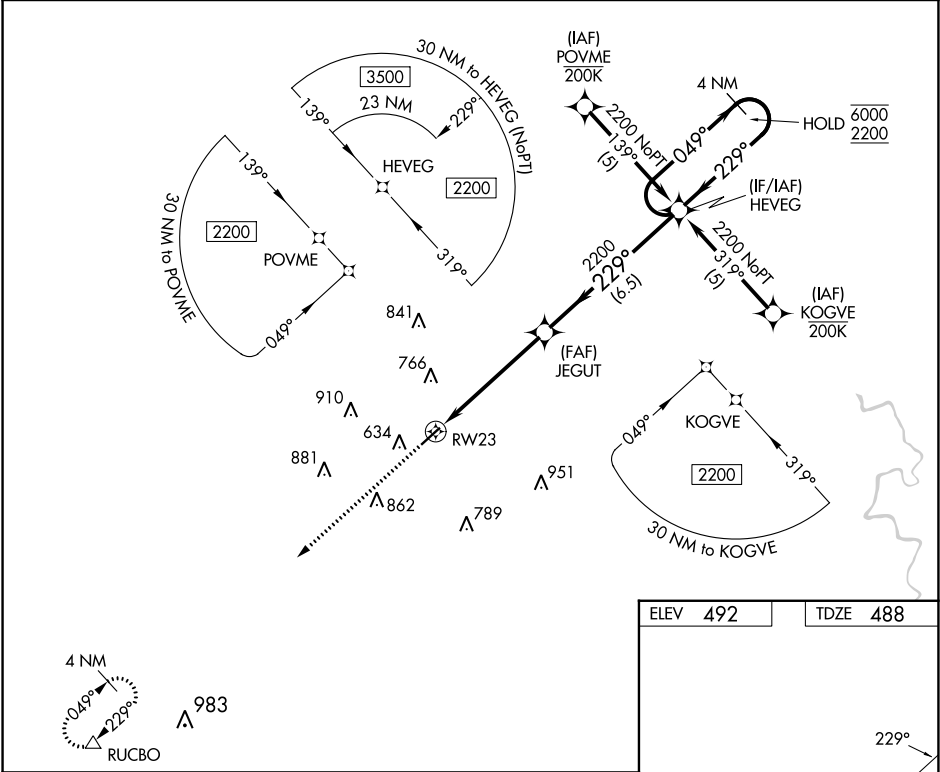 30 NM to HEVEG (NoPT)
3500
23 NM
139°
229°
HEVEG
2200
319°
139°
2200
POVME
049°
30 NM to POVME
(IAF)
POVME
200K
2200 NoPT
139°
(5)
4 NM
049°
229°
HOLD 6000
2200
(IF/IAF)
HEVEG
2200 NoPT
319°
(5)
(IAF)
KOGVE
200K
2200
229°
(6.5)
(FAF)
JEGUT
841
766
910
634
RW23
881
862
789
951
KOGVE
049°
319°
2200
30 NM to KOGVE
ELEV 492
TDZE 488
229°
4 NM
049°
229°
RUCBO
983